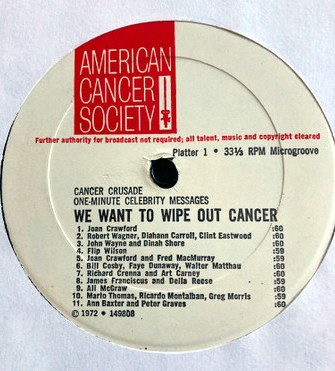 AMERICAN
CANCER
SOCIETY
Further authority for broadcast not required; all talent, music and copyright cleared
Platter 1 • 33⅓ RPM Microgroove
CANCER CRUSADE
ONE-MINUTE CELEBRITY MESSAGES
WE WANT TO WIPE OUT CANCER
1. Joan Crawford :60
2. Robert Wagner, Diahann Carroll, Clint Eastwood :60
3. John Wayne and Dinah Shore :60
4. Flip Wilson :59
5. Joan Crawford and Fred MacMurray :59
6. Bill Cosby, Faye Dunaway, Walter Matthau :60
7. Richard Crenna and Art Carney :60
8. James Franciscus and Della Reese :59
9. Ali McGraw :60
10. Marlo Thomas, Ricardo Montalban, Greg Morris :59
11. Ann Baxter and Peter Graves :60
© 1972 • 149808